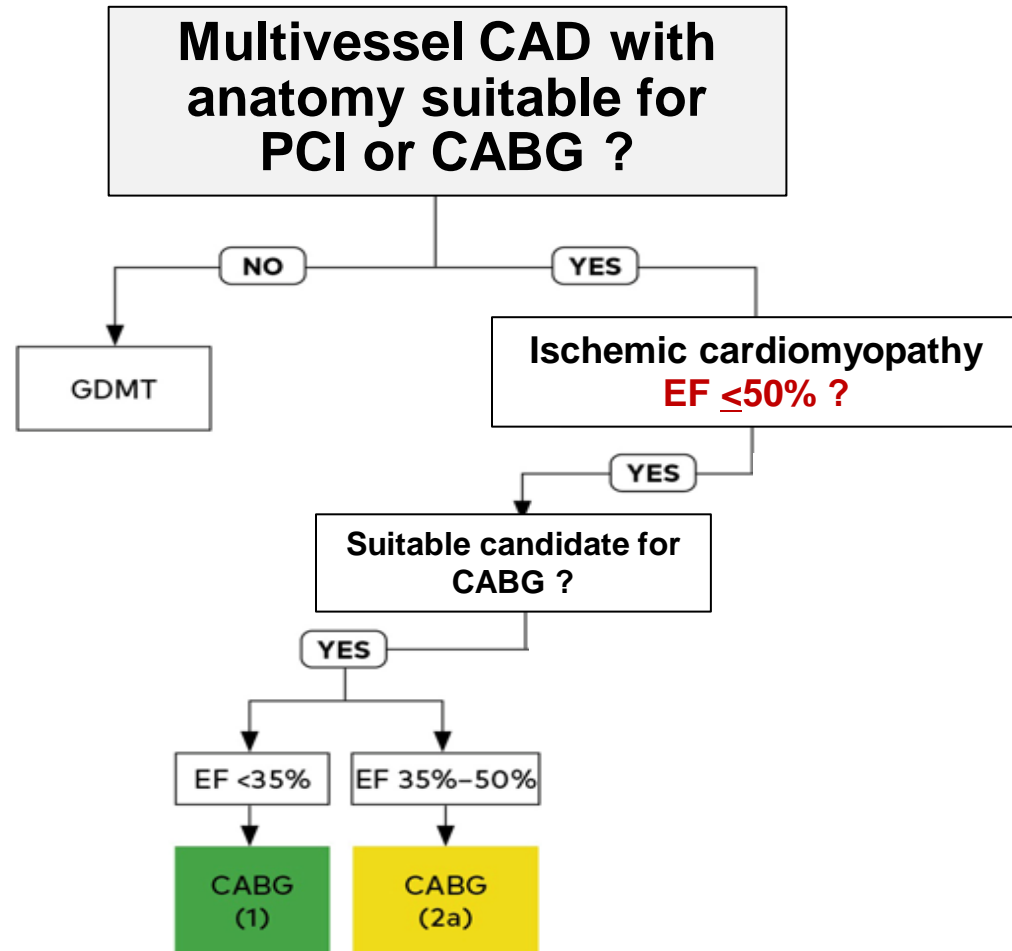 Multivessel CAD with
anatomy suitable for
PCI or CABG ?
NO
YES
GDMT
Ischemic cardiomyopathy
EF ≤50% ?
YES
Suitable candidate for
CABG ?
YES
EF <35%
EF 35%–50%
CABG
(1)
CABG
(2a)